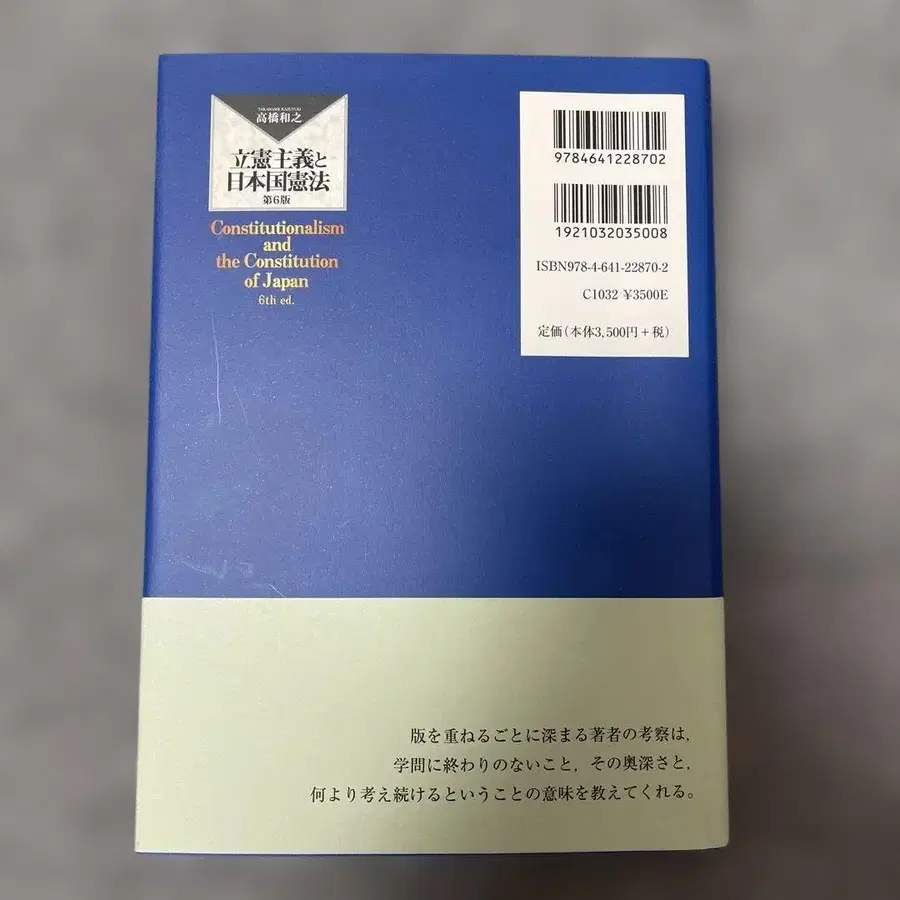 TAKAHASHI KAZUYUKI
高橋和之
立憲主義と
日本国憲法
第6版
Constitutionalism
and
the Constitution
of Japan
6th ed.
9784641228702
1921032035008
ISBN978-4-641-22870-2
C1032 ¥3500E
定価(本体3,500円+税)
版を重ねるごとに深まる著者の考察は,
学問に終わりのないこと, その奥深さと,
何より考え続けるということの意味を教えてくれる。